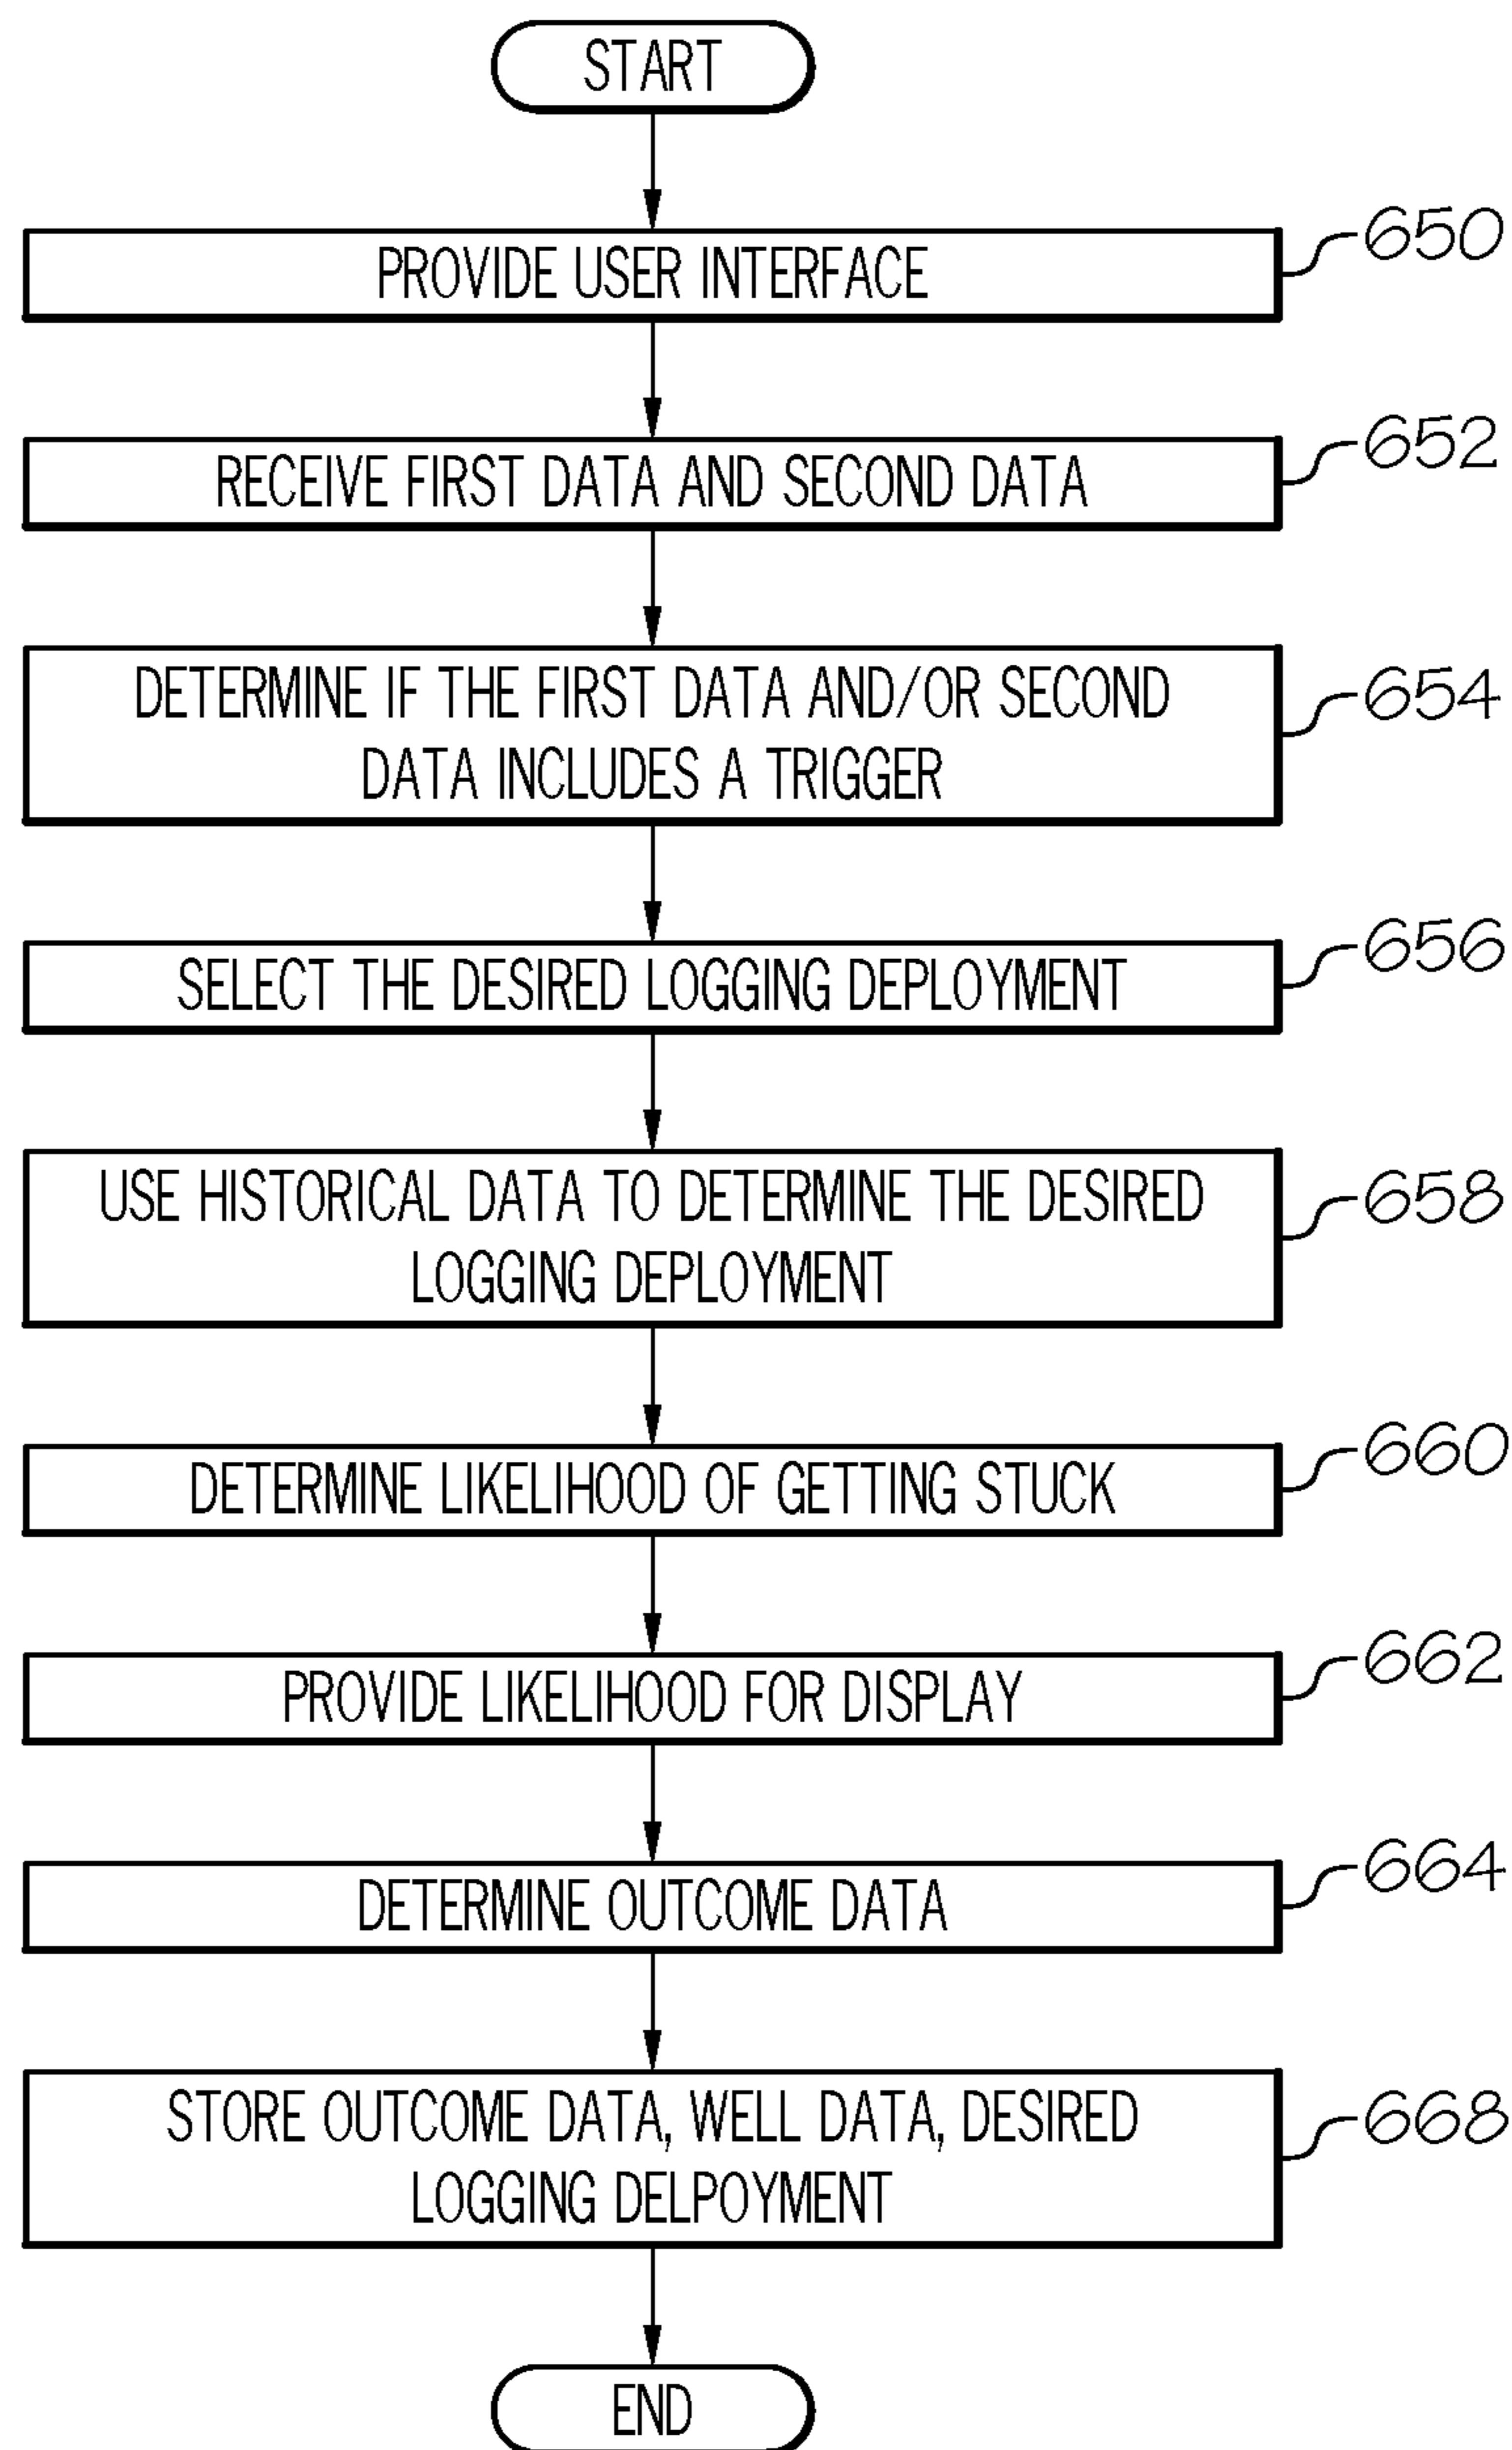 START
PROVIDE USER INTERFACE
650
RECEIVE FIRST DATA AND SECOND DATA
652
DETERMINE IF THE FIRST DATA AND/OR SECOND
DATA INCLUDES A TRIGGER
654
SELECT THE DESIRED LOGGING DEPLOYMENT
656
USE HISTORICAL DATA TO DETERMINE THE DESIRED
LOGGING DEPLOYMENT
658
DETERMINE LIKELIHOOD OF GETTING STUCK
660
PROVIDE LIKELIHOOD FOR DISPLAY
662
DETERMINE OUTCOME DATA
664
STORE OUTCOME DATA, WELL DATA, DESIRED
LOGGING DELPOYMENT
668
END